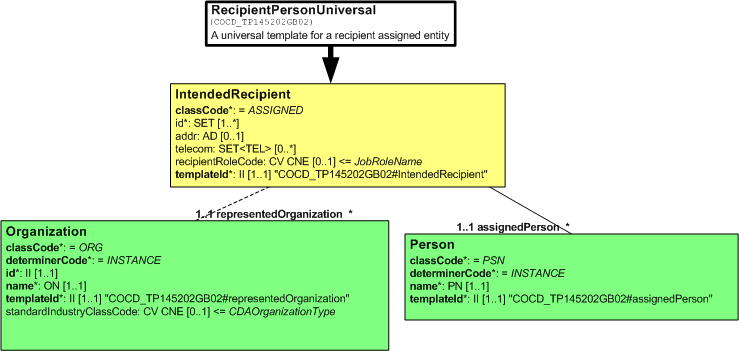 RecipientPersonUniversal
(COCD_TP145202GB02)
A universal template for a recipient assigned entity
IntendedRecipient
classCode*: = ASSIGNED
id*: SET [1..*]
addr: AD [0..1]
telecom: SET<TEL> [0..*]
recipientRoleCode: CV CNE [0..1] <= JobRoleName
templateId*: II [1..1] "COCD_TP145202GB02#IntendedRecipient"
1..1 representedOrganization *
1..1 assignedPerson *
Organization
classCode*: = ORG
determinerCode*: = INSTANCE
id*: II [1..1]
name*: ON [1..1]
templateId*: II [1..1] "COCD_TP145202GB02#representedOrganization"
standardIndustryClassCode: CV CNE [0..1] <= CDAOrganizationType
Person
classCode*: = PSN
determinerCode*: = INSTANCE
name*: PN [1..1]
templateId*: II [1..1] "COCD_TP145202GB02#assignedPerson"